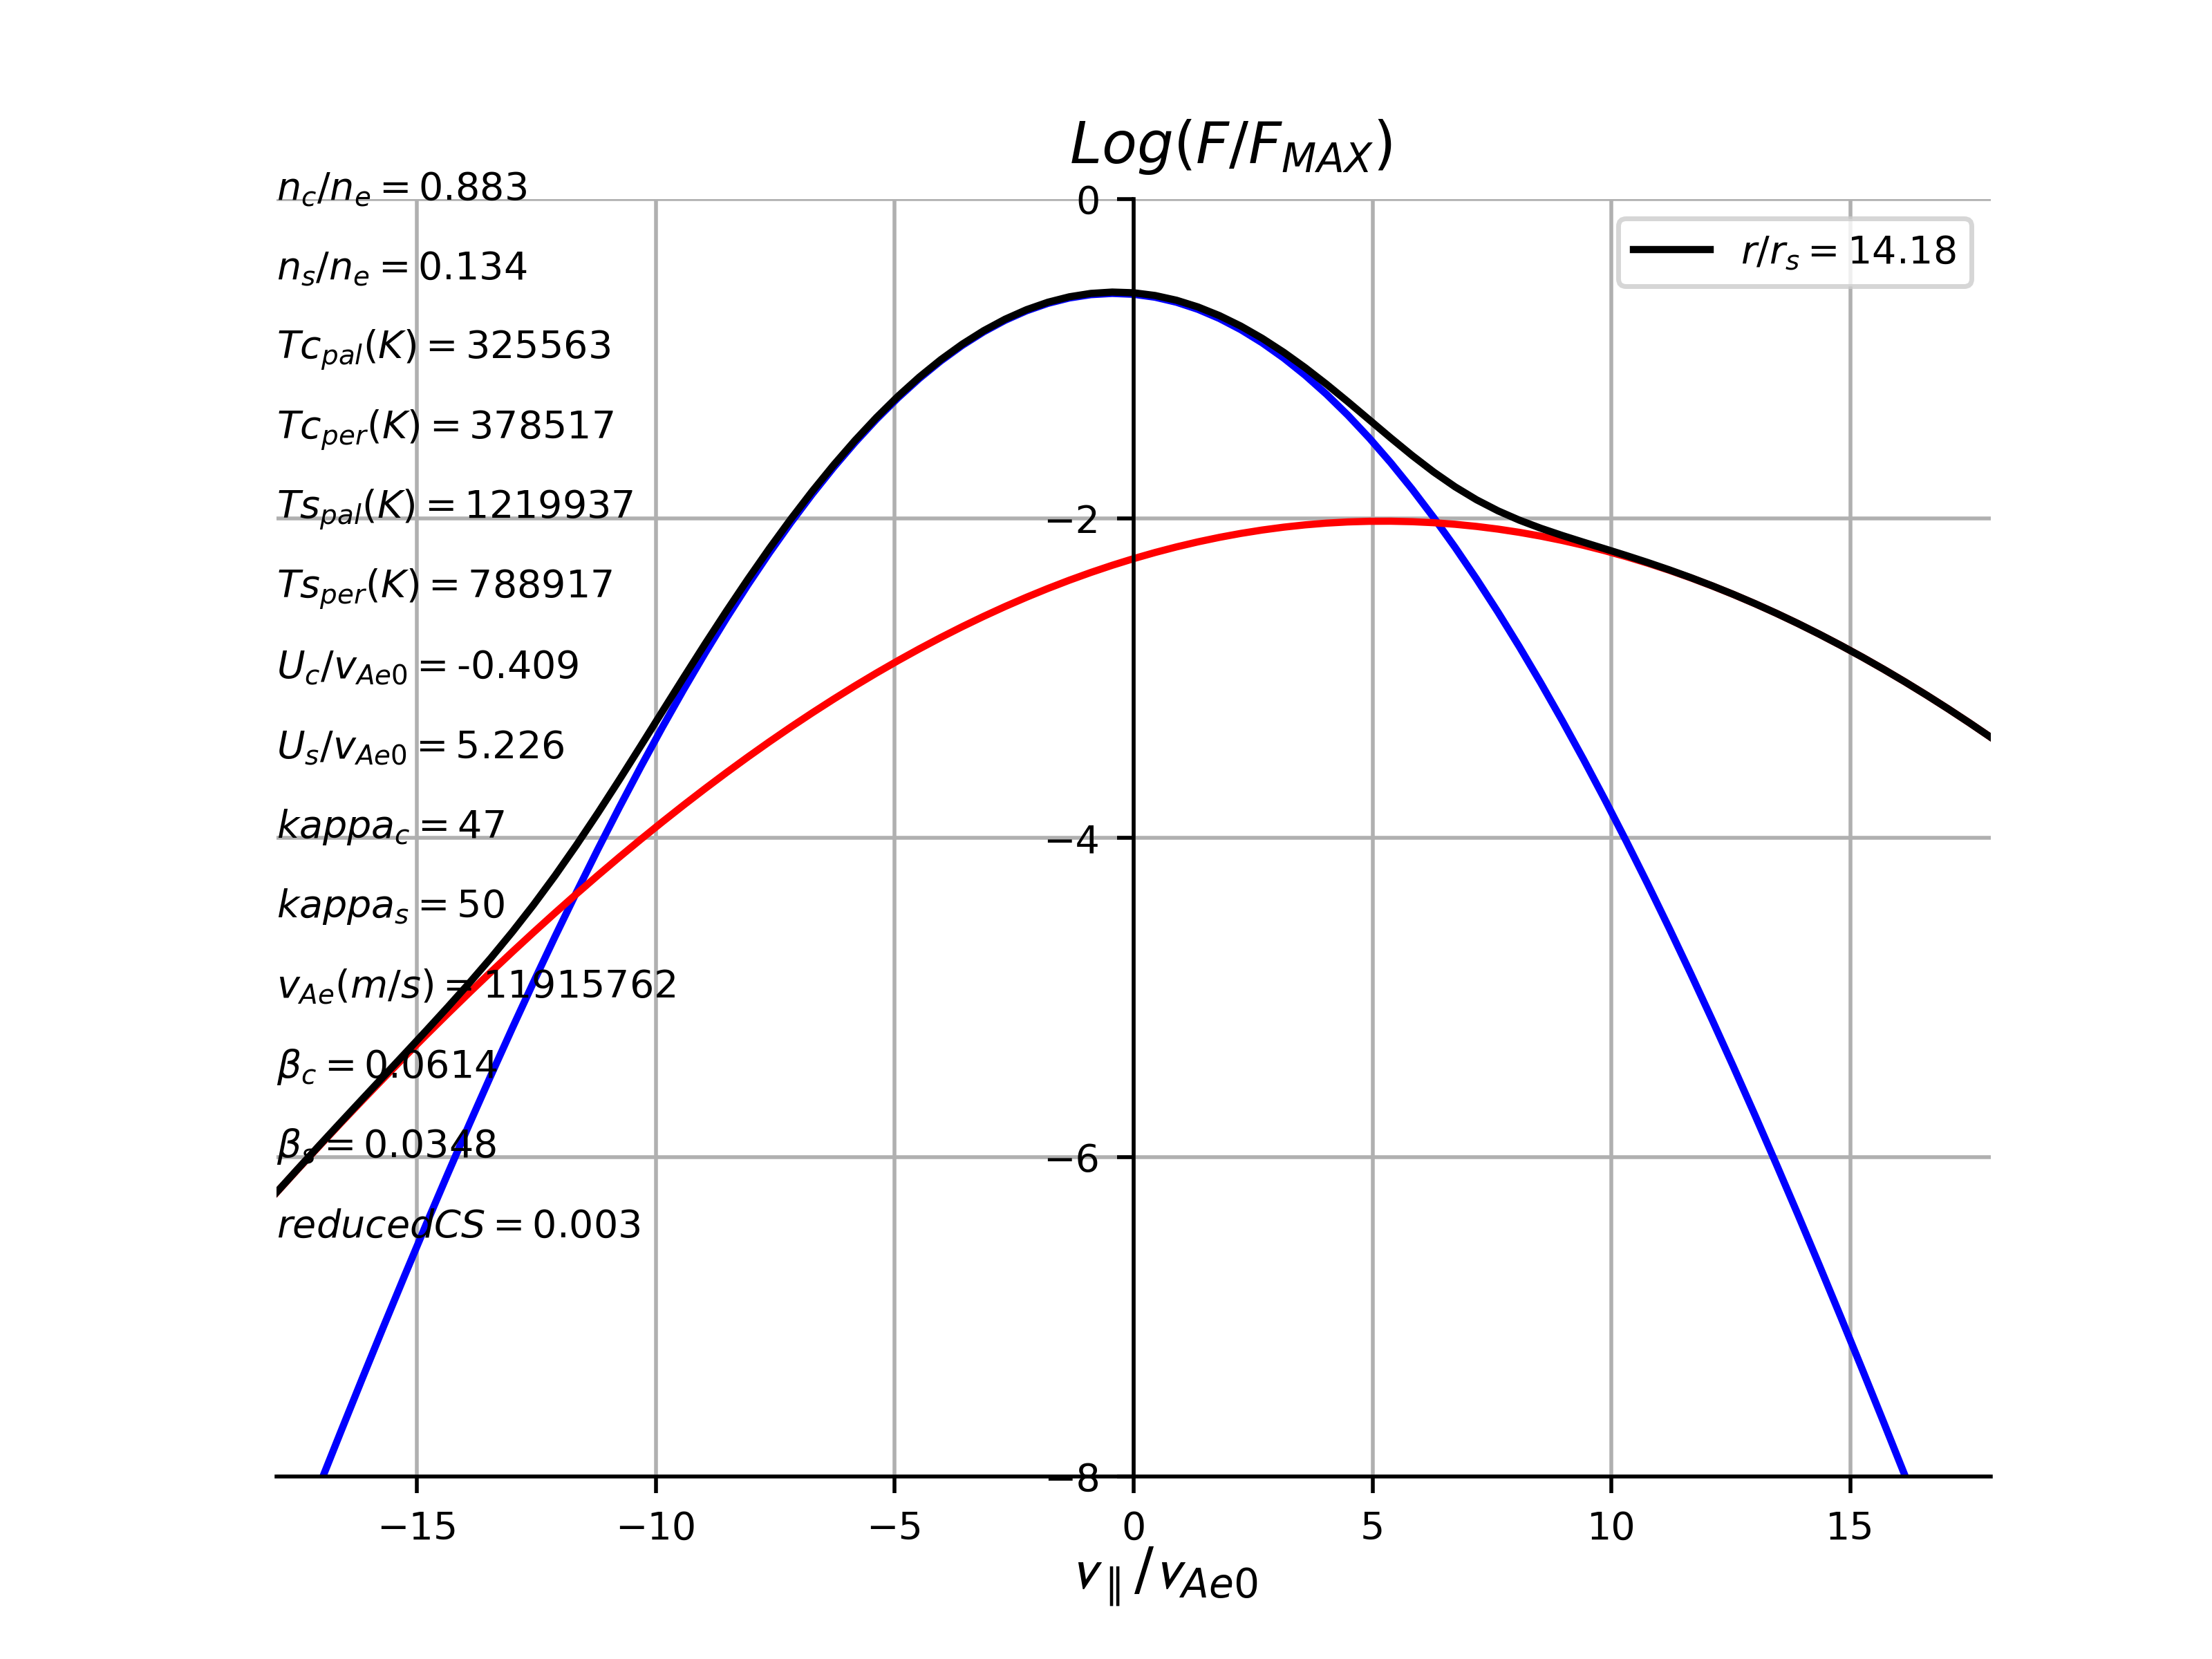 Log(F/F_MAX)
n_c/n_e = 0.883
n_s/n_e = 0.134
Tc_pal(K) = 325563
Tc_per(K) = 378517
Ts_pal(K) = 1219937
Ts_per(K) = 788917
U_c/v_Ae0 = -0.409
U_s/v_Ae0 = 5.226
kappa_c = 47
kappa_s = 50
v_Ae(m/s) = 11915762
β_c = 0.0614
β_s = 0.0348
reducedCS = 0.003
0
−2
−4
−6
−8
r/r_s = 14.18
−15 −10 −5 0 5 10 15
v_∥/v_Ae0